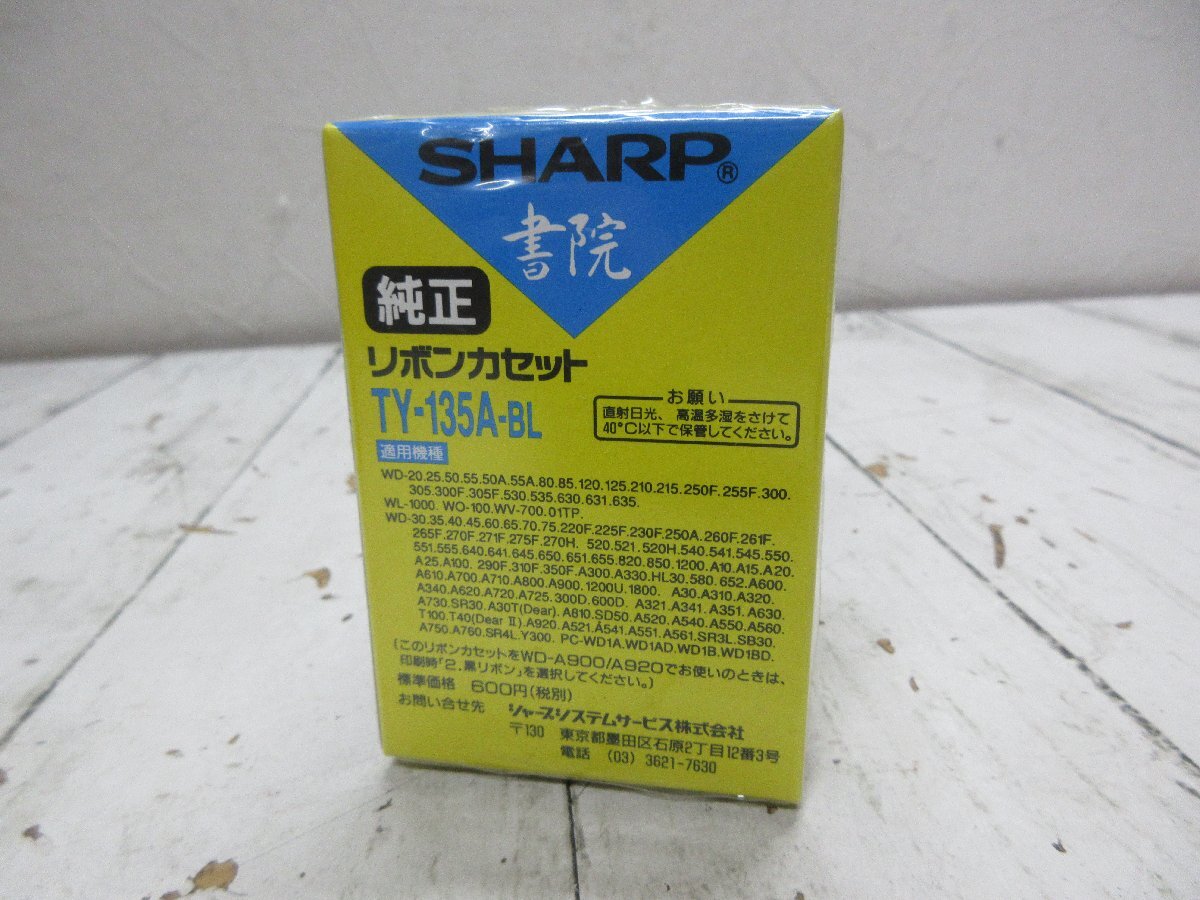 SHARP®
書院
純正
リボンカセット
TY-135A-BL
お願い
直射日光、高温多湿をさけて
40°C以下で保管してください。
適用機種
WD-20.25.50.55.50A.55A.80.85.120.125.210.215.250F.255F.300.
305.300F.305F.530.535.630.631.635.
WL-1000. WO-100.WV-700.01TP.
WD-30.35.40.45.60.65.70.75.220F.225F.230F.250A.260F.261F.
265F.270F.271F.275F.270H. 520.521.520H.540.541.545.550.
551.555.640.641.645.650.651.655.820.850.1200.A10.A15.A20.
A25.A100. 290F.310F.350F.A300.A330.HL30.580. 652.A600.
A610.A700.A710.A800.A900.1200U.1800. A30.A310.A320.
A340.A620.A720.A725.300D.600D. A321.A341.A351.A630.
A730.SR30.A30T(Dear).A810.SD50.A520.A540.A550.A560.
T100.T40(Dear II).A920.A521.A541.A551.A561.SR3L.SB30.
A750.A760.SR4L.Y300. PC-WD1A.WD1AD.WD1B.WD1BD.
(このリボンカセットをWD-A900/A920でお使いのときは、
印刷時「2.黒リボン」を選択してください。)
標準価格 600円(税別)
お問い合せ先 シャープシステムサービス株式会社
〒130 東京都墨田区石原2丁目12番3号
電話 (03) 3621-7630